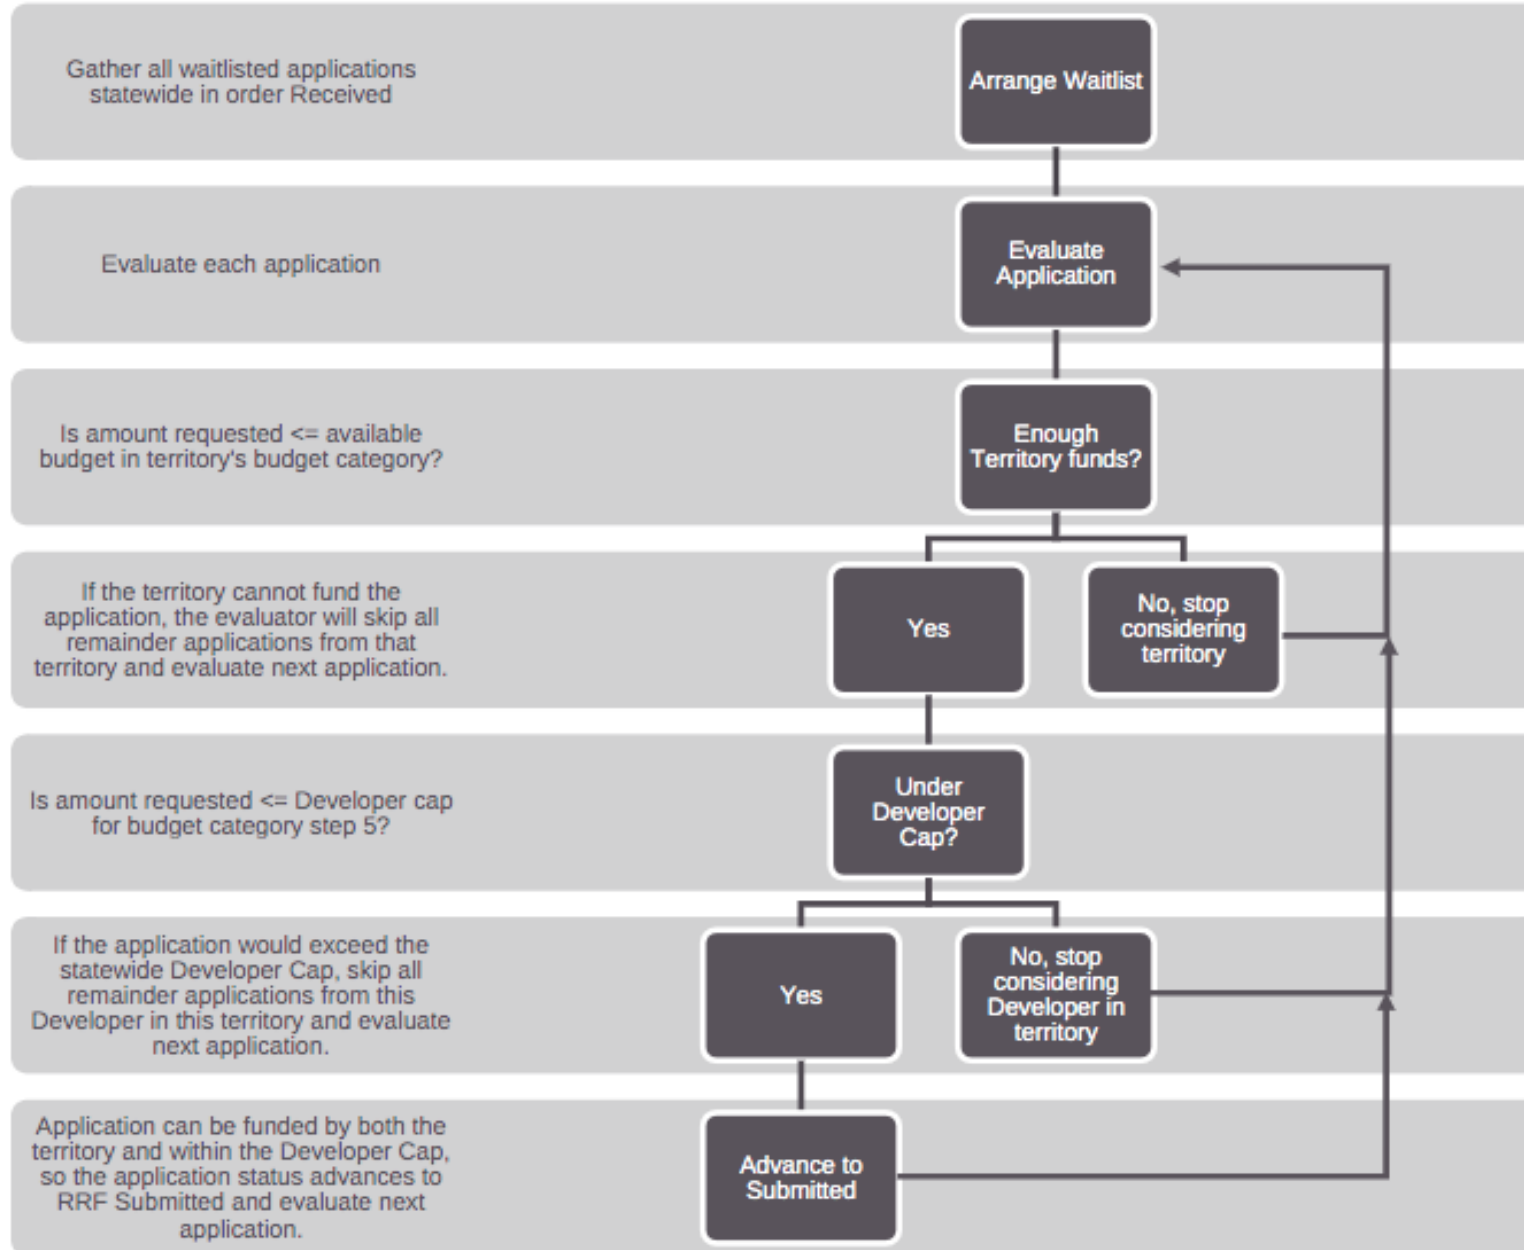 Gather all waitlisted applications
statewide in order Received
Arrange Waitlist
Evaluate each application
Evaluate
Application
Is amount requested <= available
budget in territory's budget category?
Enough
Territory funds?
If the territory cannot fund the
application, the evaluator will skip all
remainder applications from that
territory and evaluate next application.
Yes
No, stop
considering
territory
Is amount requested <= Developer cap
for budget category step 5?
Under
Developer
Cap?
If the application would exceed the
statewide Developer Cap, skip all
remainder applications from this
Developer in this territory and evaluate
next application.
Yes
No, stop
considering
Developer in
territory
Application can be funded by both the
territory and within the Developer Cap,
so the application status advances to
RRF Submitted and evaluate next
application.
Advance to
Submitted